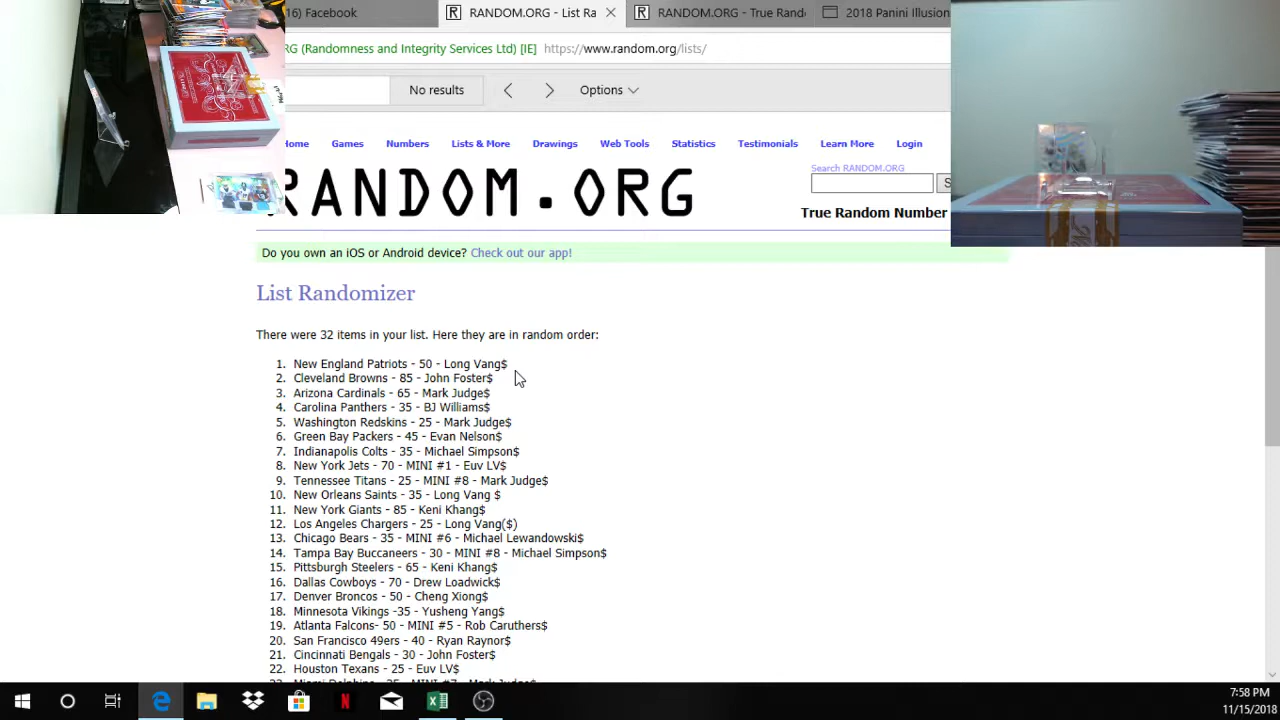 16) Facebook
RANDOM.ORG - List Ra
RANDOM.ORG - True Rand
2018 Panini Illusion
RG (Randomness and Integrity Services Ltd) [IE] https://www.random.org/lists/
No results
Options
Home Games Numbers Lists & More Drawings Web Tools Statistics Testimonials Learn More Login
Search RANDOM.ORG
RANDOM.ORG
S
True Random Number
Do you own an iOS or Android device? Check out our app!
List Randomizer
There were 32 items in your list. Here they are in random order:
1. New England Patriots - 50 - Long Vang$
2. Cleveland Browns - 85 - John Foster$
3. Arizona Cardinals - 65 - Mark Judge$
4. Carolina Panthers - 35 - BJ Williams$
5. Washington Redskins - 25 - Mark Judge$
6. Green Bay Packers - 45 - Evan Nelson$
7. Indianapolis Colts - 35 - Michael Simpson$
8. New York Jets - 70 - MINI #1 - Euv LV$
9. Tennessee Titans - 25 - MINI #8 - Mark Judge$
10. New Orleans Saints - 35 - Long Vang $
11. New York Giants - 85 - Keni Khang$
12. Los Angeles Chargers - 25 - Long Vang($)
13. Chicago Bears - 35 - MINI #6 - Michael Lewandowski$
14. Tampa Bay Buccaneers - 30 - MINI #8 - Michael Simpson$
15. Pittsburgh Steelers - 65 - Keni Khang$
16. Dallas Cowboys - 70 - Drew Loadwick$
17. Denver Broncos - 50 - Cheng Xiong$
18. Minnesota Vikings -35 - Yusheng Yang$
19. Atlanta Falcons- 50 - MINI #5 - Rob Caruthers$
20. San Francisco 49ers - 40 - Ryan Raynor$
21. Cincinnati Bengals - 30 - John Foster$
22. Houston Texans - 25 - Euv LV$
7:58 PM
11/15/2018